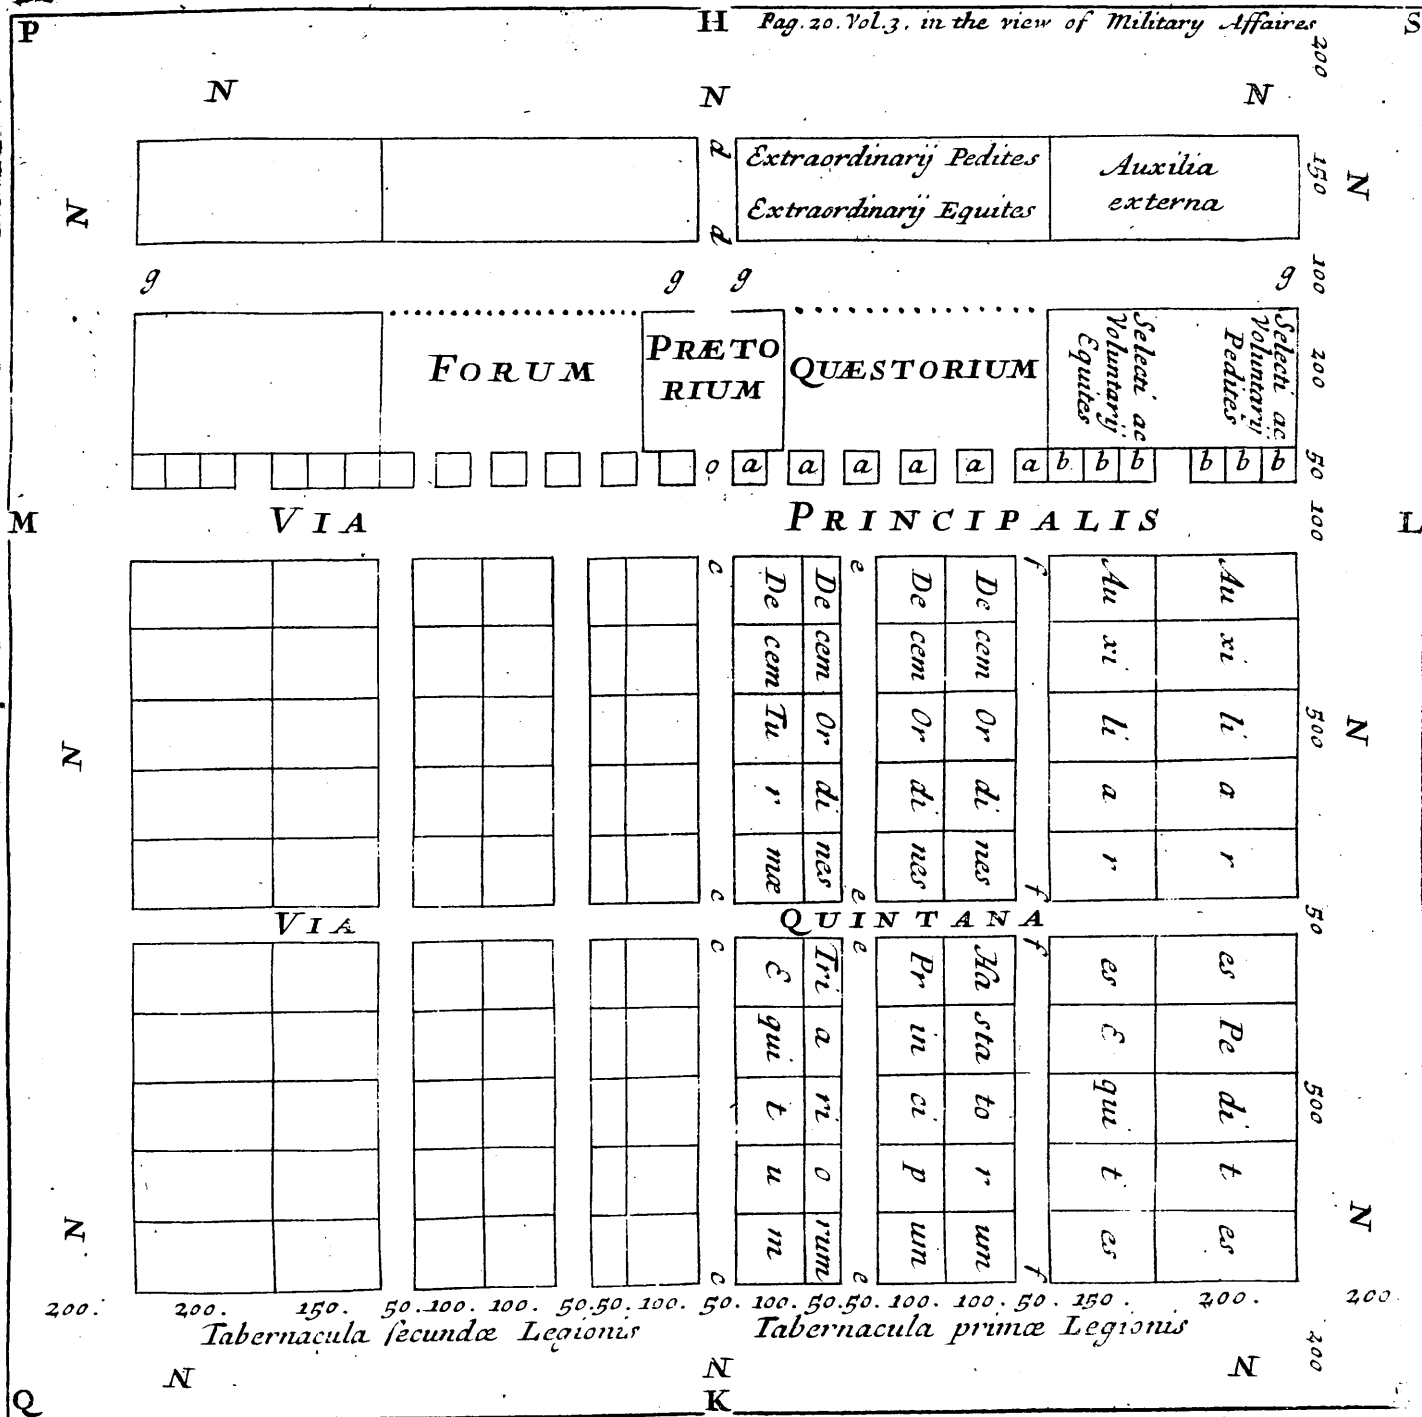 P H Pag. 20. Vol. 3. in the view of Military Affaires S
200
N N N
d Extraordinarij Pedites Auxilia 150 N
N d Extraordinarij Equites externa
g g g g 100
FORUM PRÆTO
RIUM QUÆSTORIUM Selecti ac
Voluntarij
Equites Selecti ac
Voluntarij
Pedites 200
o a a a a a a b b b b b b 50
M VIA PRINCIPALIS 100 L
c De De e De De f Au Au
cem cem cem cem xi xi
N Tu Or Or Or li li 500 N
r di di di a a
c mæ nes e nes nes f r r
VIA QUINTANA 50
c E Tri e Pr Ha f es es
qui a in sta E Pe
t ri ci to qui di 500
u o p r t t
N c m rum e um um f es es N
200. 200. 150. 50. 100. 100. 50. 50. 100. 50. 100. 50. 50. 100. 100. 50. 150. 200. 200
Tabernacula secundæ Legionis Tabernacula primæ Legionis
200
N N N
Q K